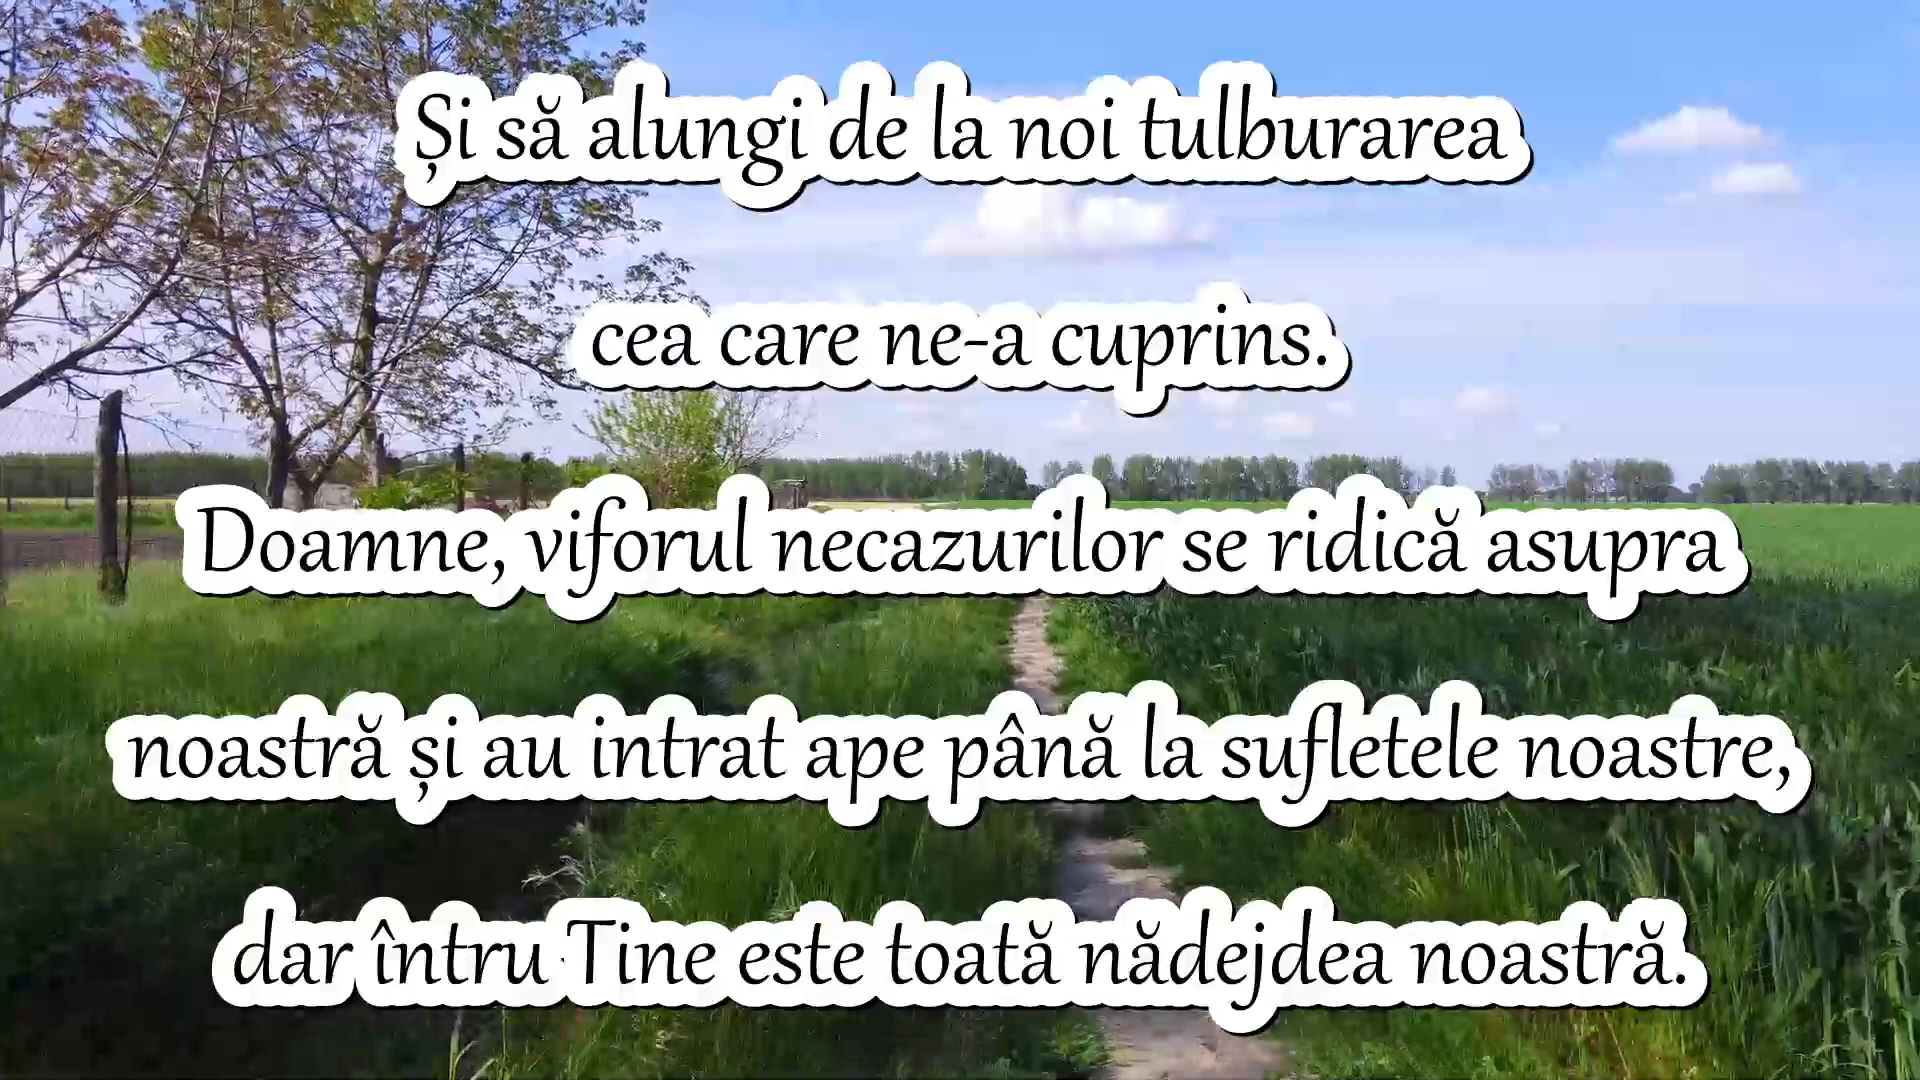 Și să alungi de la noi tulburarea
cea care ne-a cuprins.
Doamne, viforul necazurilor se ridică asupra
noastră și au intrat ape până la sufletele noastre,
dar întru Tine este toată nădejdea noastră.